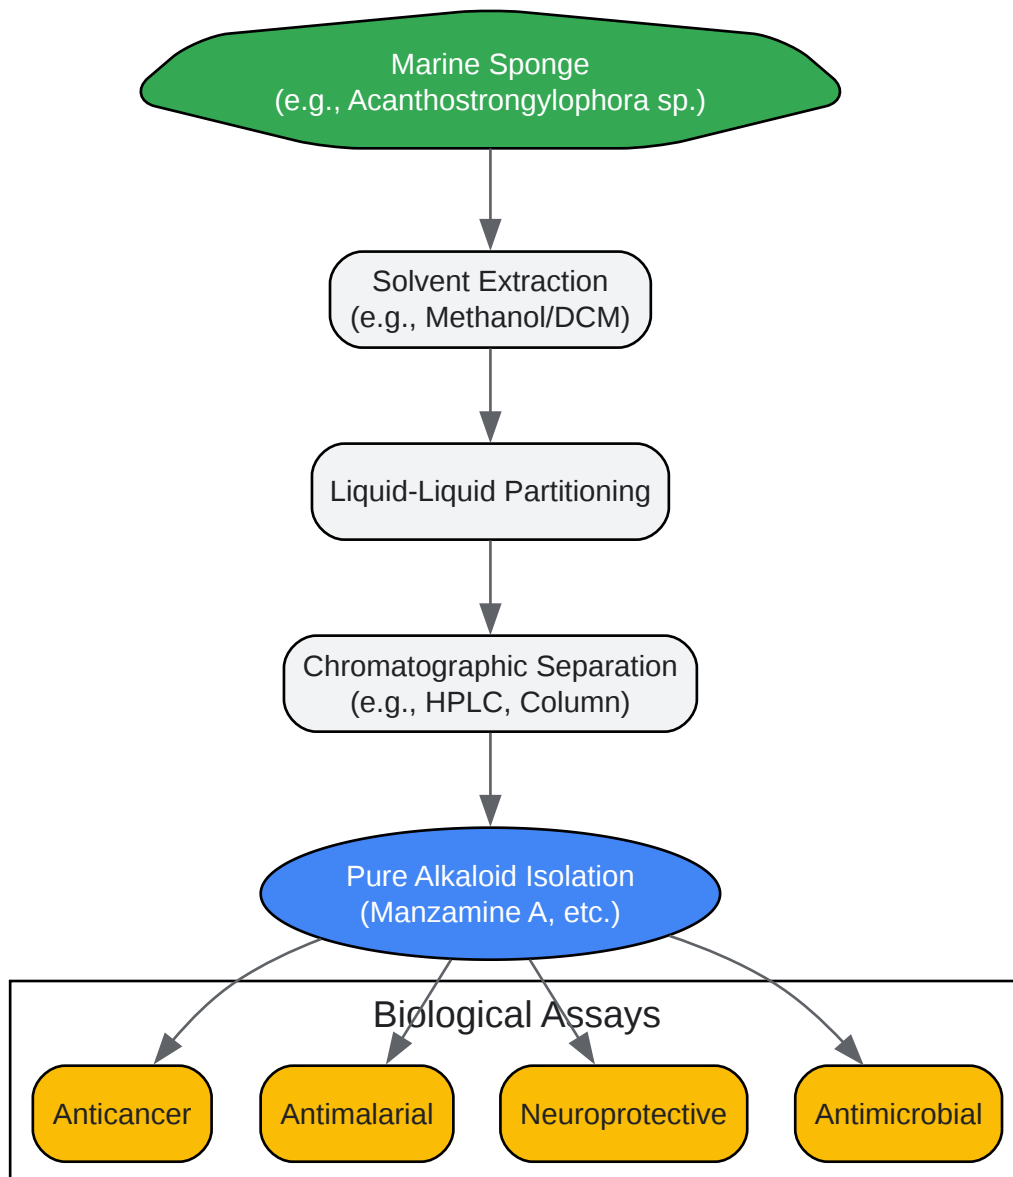 Marine Sponge
(e.g., Acanthostrongylophora sp.)
Solvent Extraction
(e.g., Methanol/DCM)
Liquid-Liquid Partitioning
Chromatographic Separation
(e.g., HPLC, Column)
Pure Alkaloid Isolation
(Manzamine A, etc.)
Biological Assays
Anticancer
Antimalarial
Neuroprotective
Antimicrobial